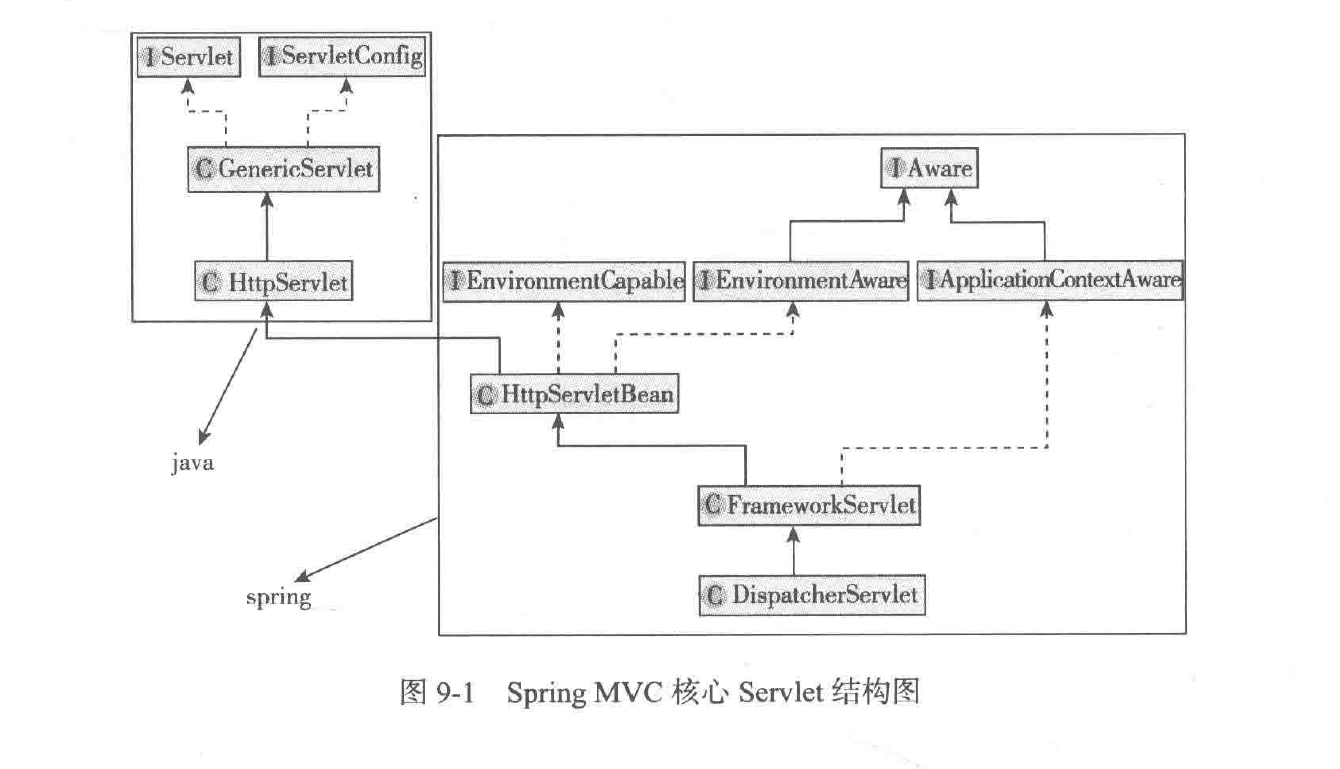 I Servlet
I ServletConfig
C GenericServlet
I Aware
C HttpServlet
I EnvironmentCapable
I EnvironmentAware
I ApplicationContextAware
C HttpServletBean
java
C FrameworkServlet
spring
C DispatcherServlet
图 9-1 Spring MVC 核心 Servlet 结构图